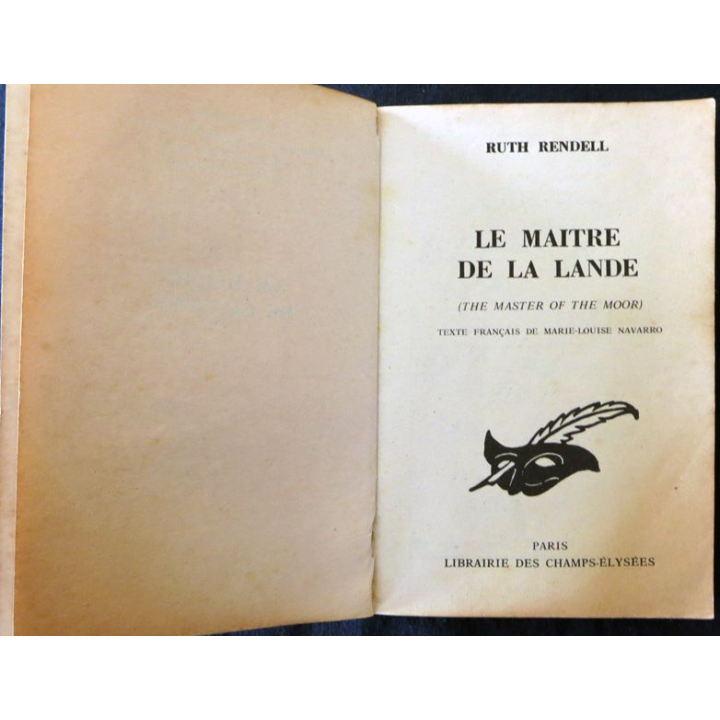 RUTH RENDELL
LE MAITRE
DE LA LANDE
(THE MASTER OF THE MOOR)
TEXTE FRANÇAIS DE MARIE-LOUISE NAVARRO
PARIS
LIBRAIRIE DES CHAMPS-ÉLYSÉES